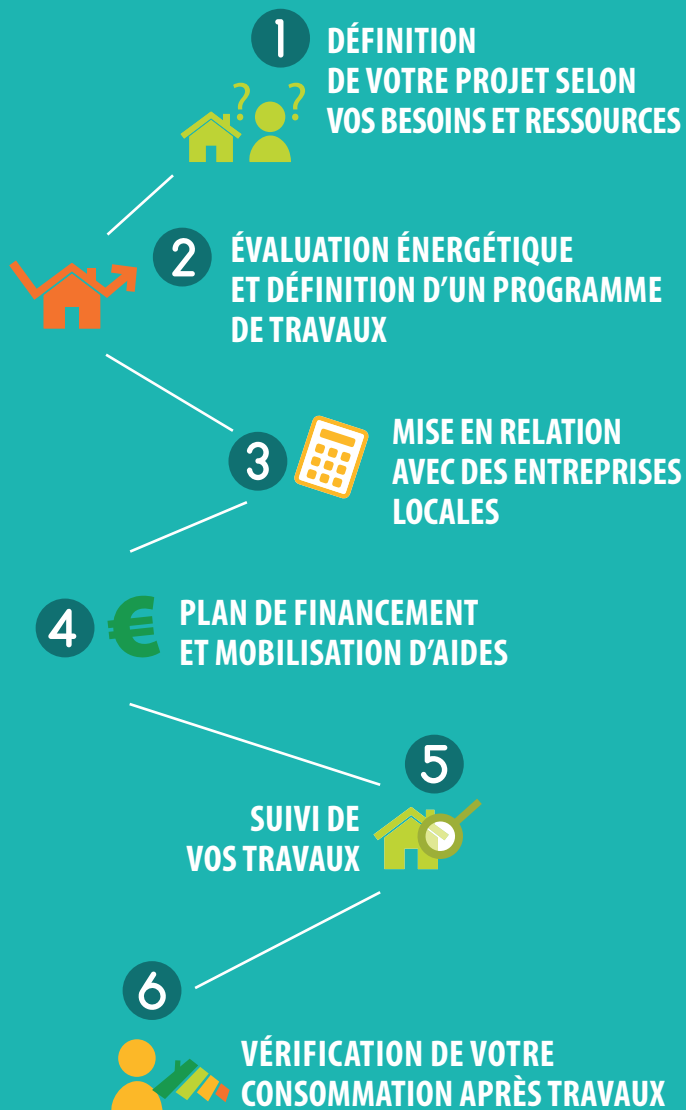 1 DÉFINITION
DE VOTRE PROJET SELON
VOS BESOINS ET RESSOURCES
? ?
2 ÉVALUATION ÉNERGÉTIQUE
ET DÉFINITION D'UN PROGRAMME
DE TRAVAUX
3 MISE EN RELATION
AVEC DES ENTREPRISES
LOCALES
4 € PLAN DE FINANCEMENT
ET MOBILISATION D'AIDES
5
SUIVI DE
VOS TRAVAUX
6
VÉRIFICATION DE VOTRE
CONSOMMATION APRÈS TRAVAUX